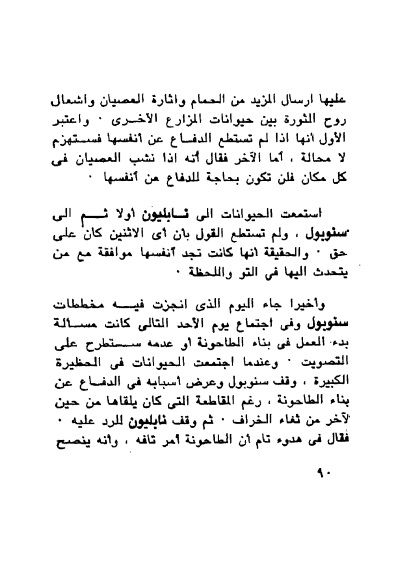 عليها ارسال المزيد من الحمام واثارة العصيان واشعال
روح الثورة بين حيوانات المزارع الأخرى · واعتبر
الأول انها اذا لم تستطع الدفاع عن أنفسها فستهزم
لا محالة ، أما الآخر فقال أنه اذا نشب العصيان فى
كل مكان فلن تكون بحاجة للدفاع عن أنفسها ·
استمعت الحيوانات الى نابليون أولا ثم الى
سنوبول ، ولم تستطع القول بأن أى الاثنين كان على
حق · والحقيقة انها كانت تجد أنفسها موافقة مع من
يتحدث اليها فى التو واللحظة ·
وأخيرا جاء اليوم الذى انجزت فيه مخططات
سنوبول وفى اجتماع يوم الأحد التالى كانت مسألة
بدء العمل فى بناء الطاحونة أو عدمه ستطرح على
التصويت · وعندما اجتمعت الحيوانات فى الحظيرة
الكبيرة ، وقف سنوبول وعرض أسبابه فى الدفاع عن
بناء الطاحونة ، رغم المقاطعة التى كان يلقاها من حين
لآخر من ثغاء الخراف · ثم وقف نابليون للرد عليه ·
فقال فى هدوء تام أن الطاحونة أمر تافه ، وأنه ينصح
٩٠